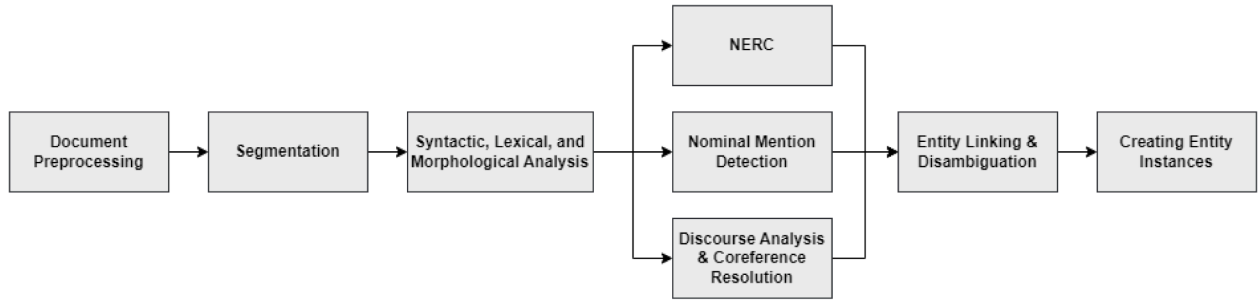 Document
Preprocessing
Segmentation
Syntactic, Lexical, and
Morphological Analysis
NERC
Nominal Mention
Detection
Discourse Analysis
& Coreference
Resolution
Entity Linking &
Disambiguation
Creating Entity
Instances